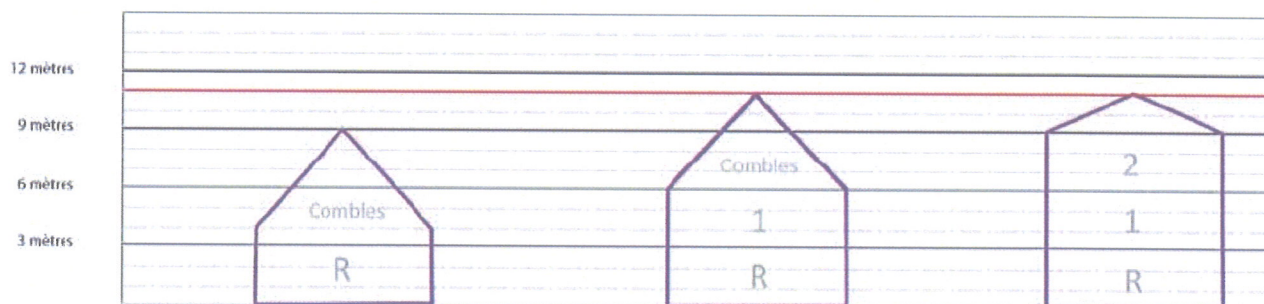 12 mètres
9 mètres
6 mètres
3 mètres
Combles
R
Combles
1
R
2
1
R